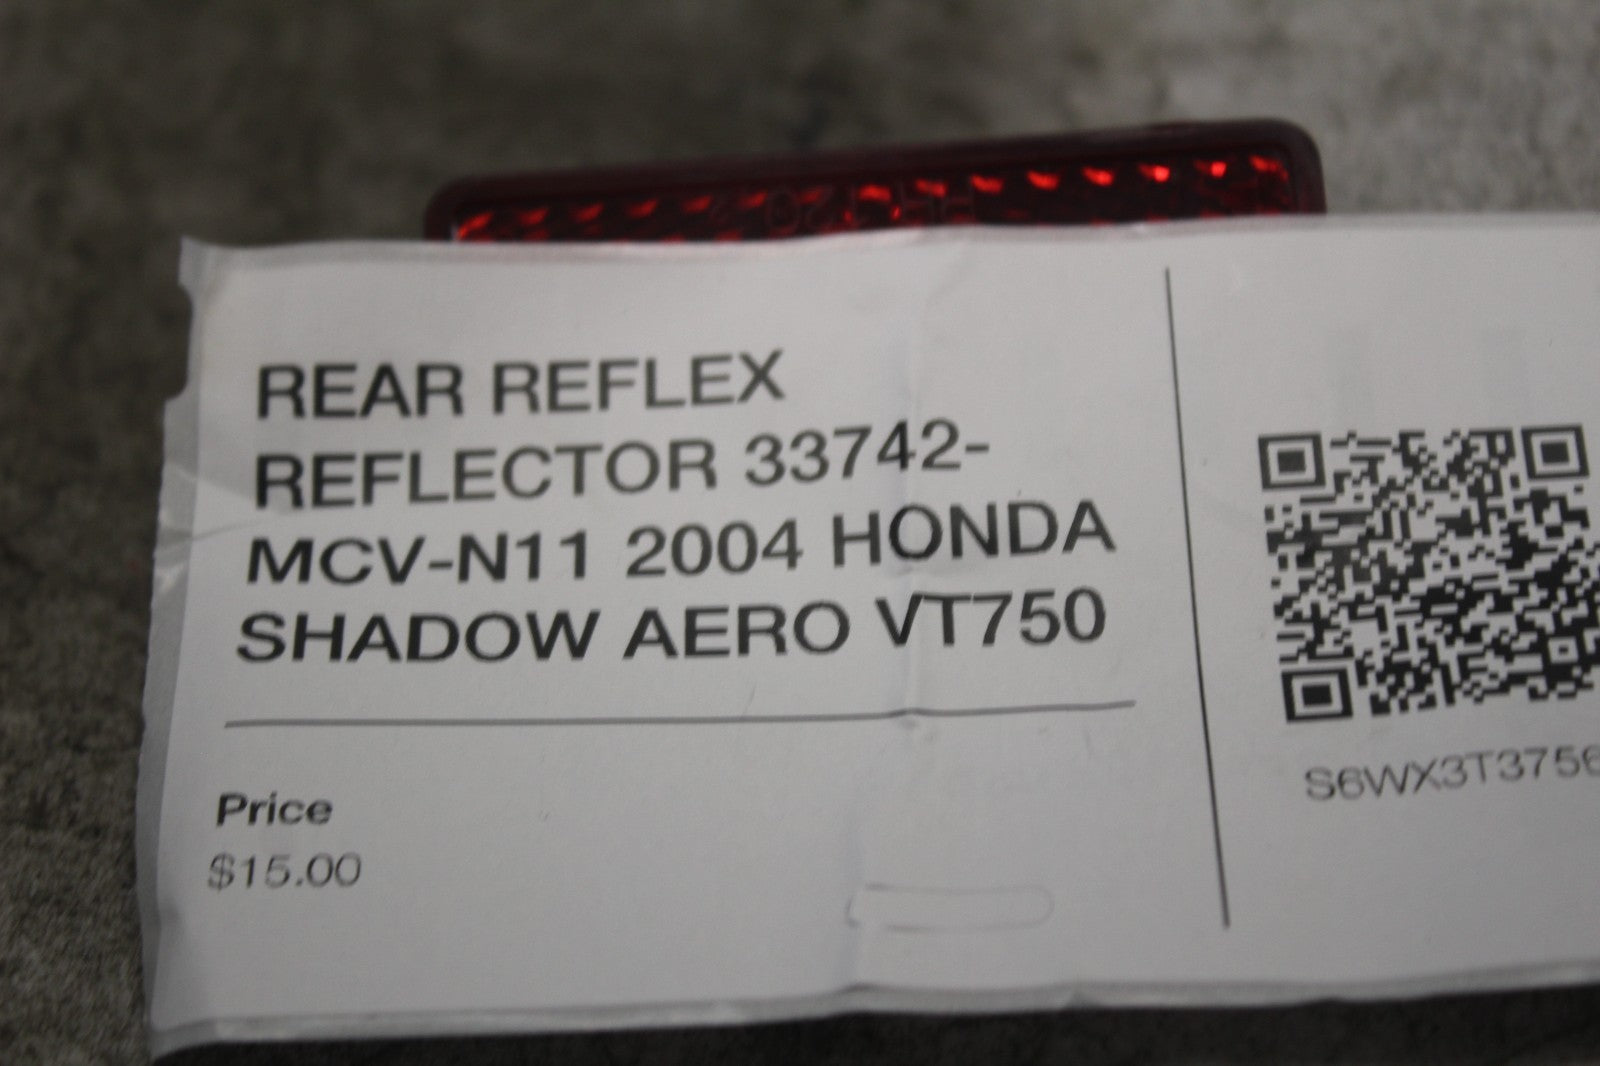 REAR REFLEX
REFLECTOR 33742-
MCV-N11 2004 HONDA
SHADOW AERO VT750
Price
$15.00
S6WX3T3756